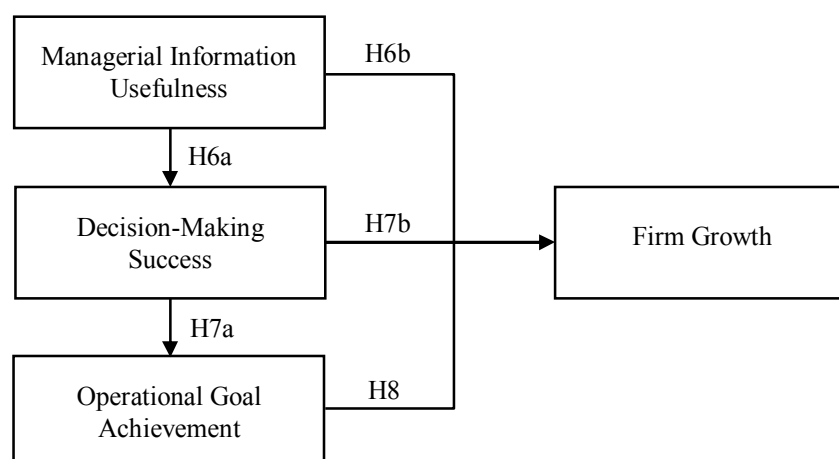 Managerial Information
Usefulness
H6b
H6a
Decision-Making
Success
H7b
Firm Growth
H7a
Operational Goal
Achievement
H8